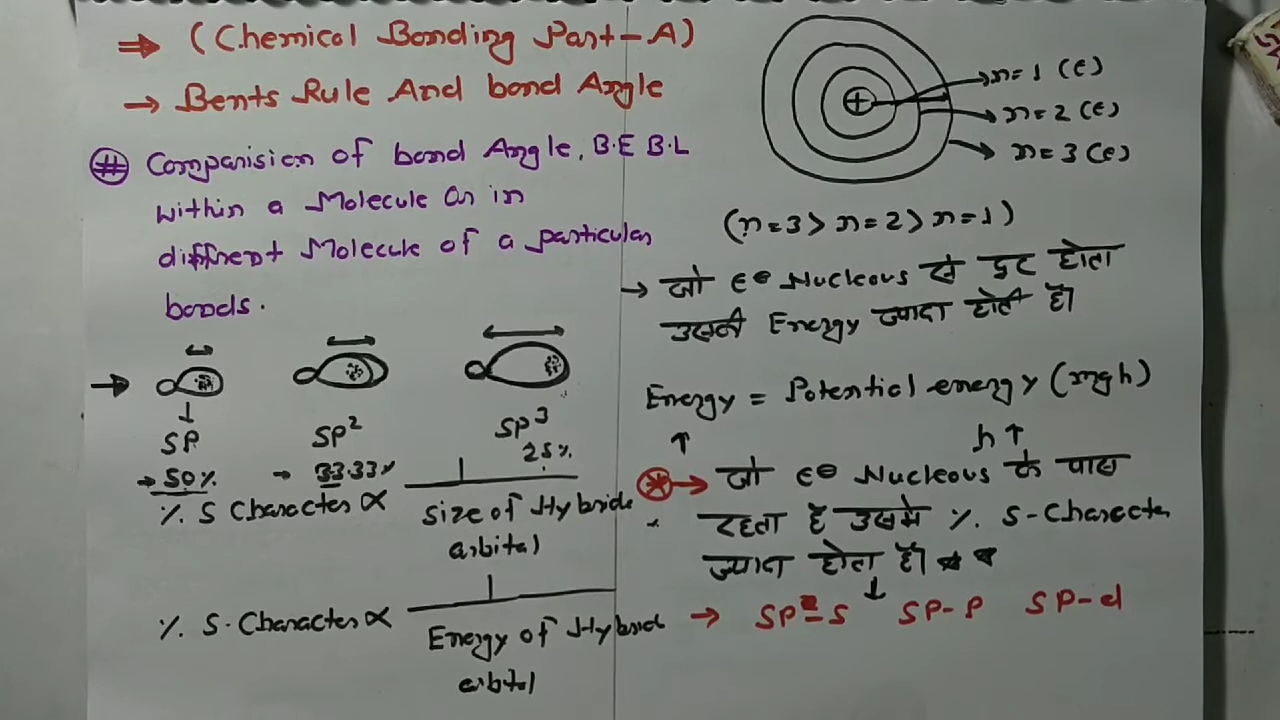 ⇒ (Chemical Bonding Part-A)
→ Bents Rule And bond Angle
# Comparision of bond Angle, B.E B.L
within a Molecule Or in
diffrent Molecule of a particular
bonds.
→ SP SP² SP³
→ 50% → 33.33% 25%
% S Character ∝ 1
Size of Hybride
orbital
% S.Character ∝ 1
Energy of Hybride
orbital
+ → n=1 (e)
→ n=2 (e)
→ n=3 (e)
(n=3 > n=2 > n=1)
→ जो e⊖ Nucleous से दूर होता
उसकी Energy ज्यादा होती है।
Energy = Potential energy (mgh)
↑ h↑
→ जो e⊖ Nucleous के पास
रहता है उसमे % S-Charecter
ज्यादा होता है।
→ SP-S SP-P SP-d